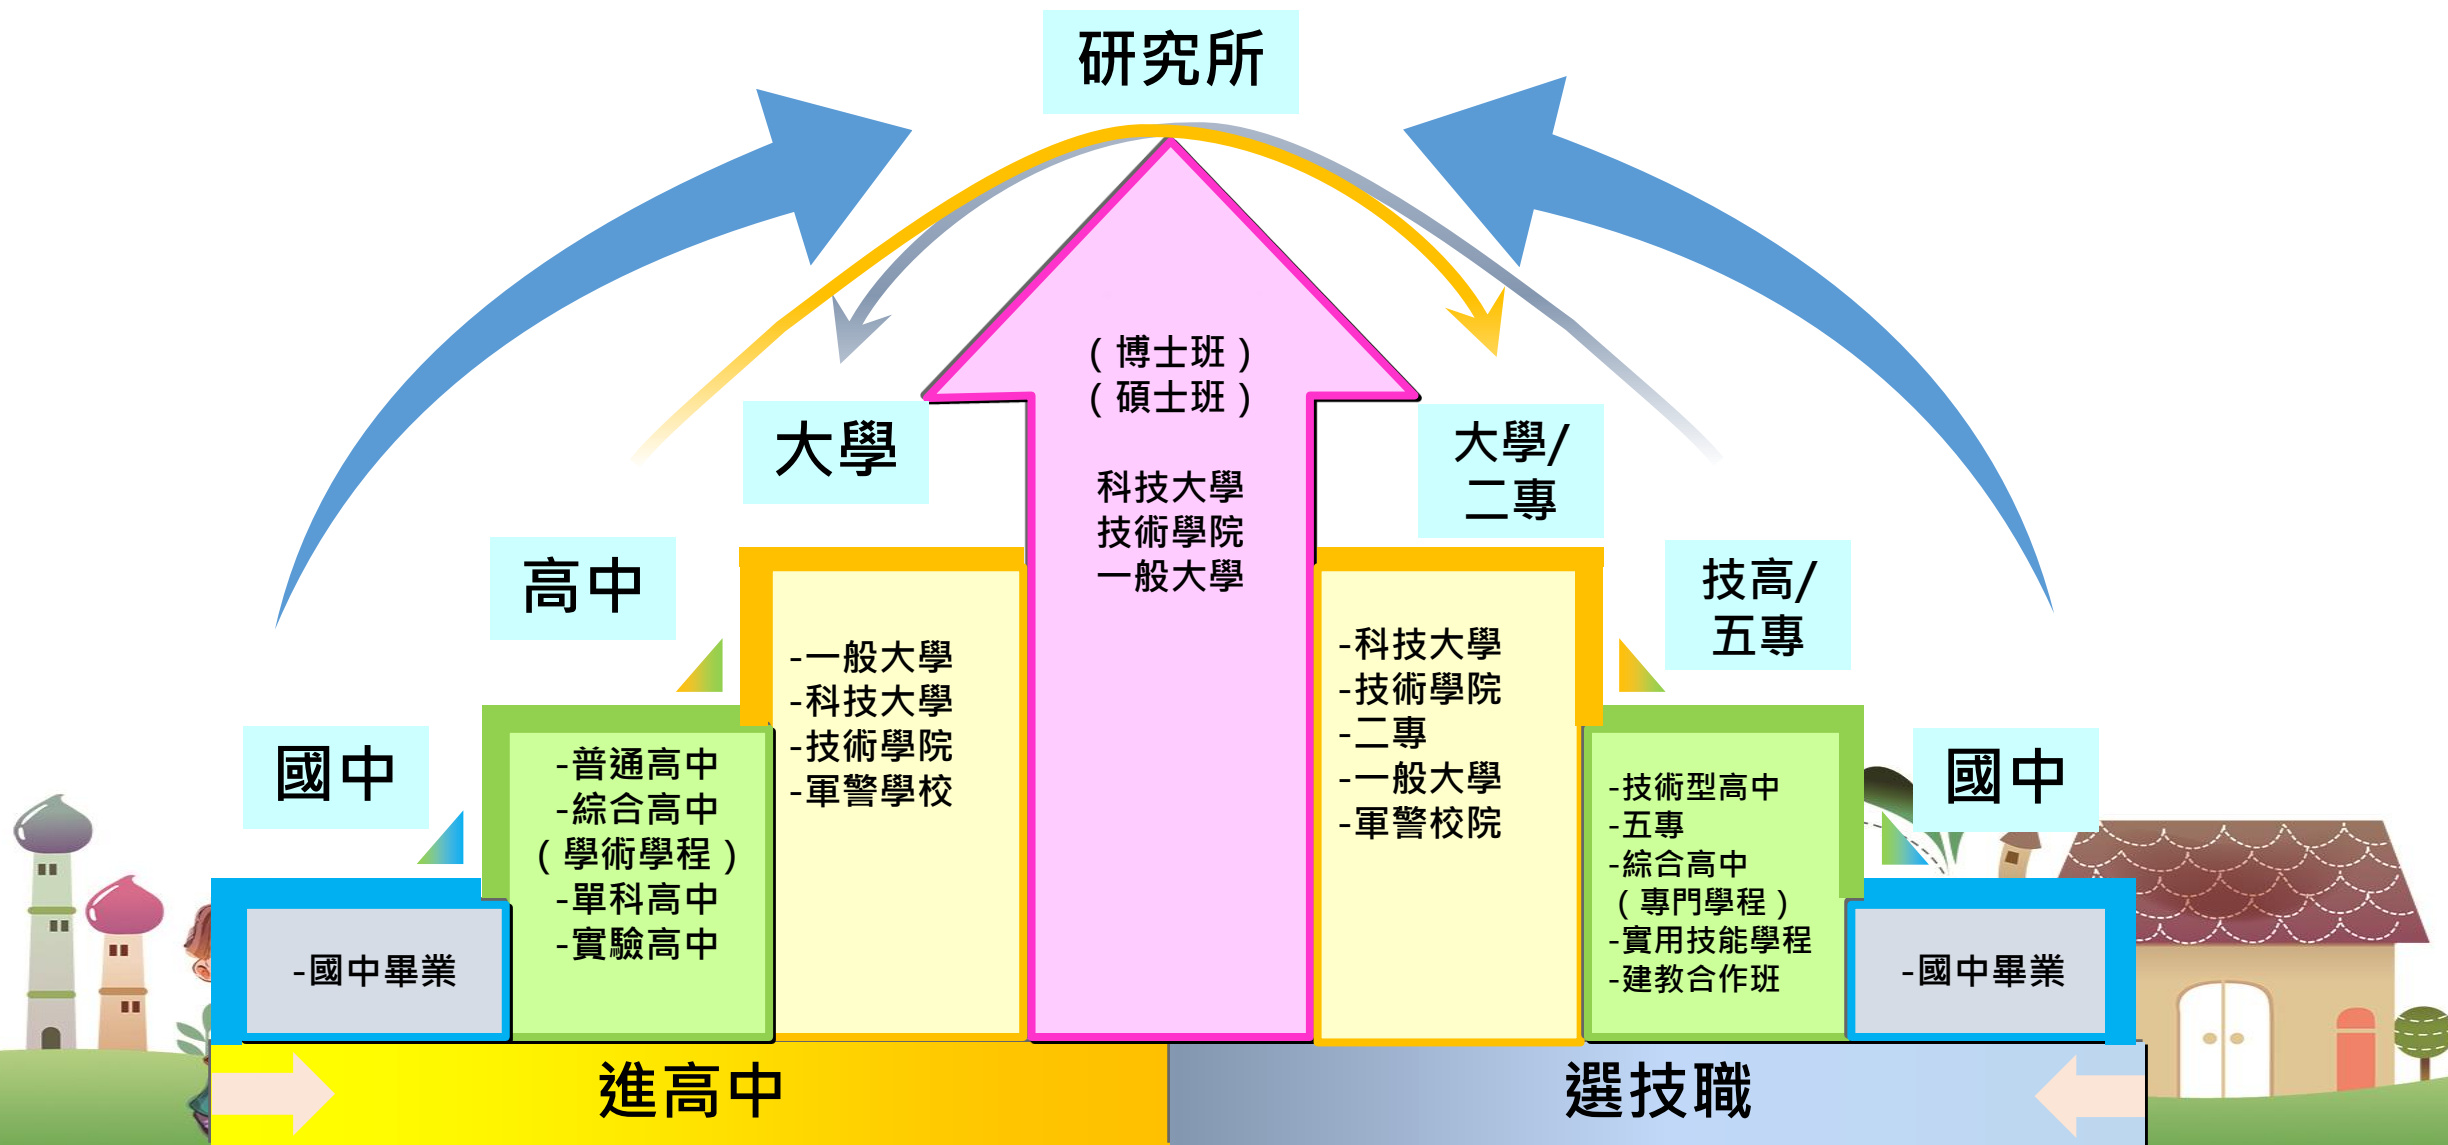 研究所
（博士班）
（碩士班）
科技大學
技術學院
一般大學
大學
高中
國中
-一般大學
-科技大學
-技術學院
-軍警學校
-普通高中
-綜合高中
（學術學程）
-單科高中
-實驗高中
-國中畢業
大學/
二專
技高/
五專
國中
-科技大學
-技術學院
-二專
-一般大學
-軍警校院
-技術型高中
-五專
-綜合高中
（專門學程）
-實用技能學程
-建教合作班
-國中畢業
進高中
選技職